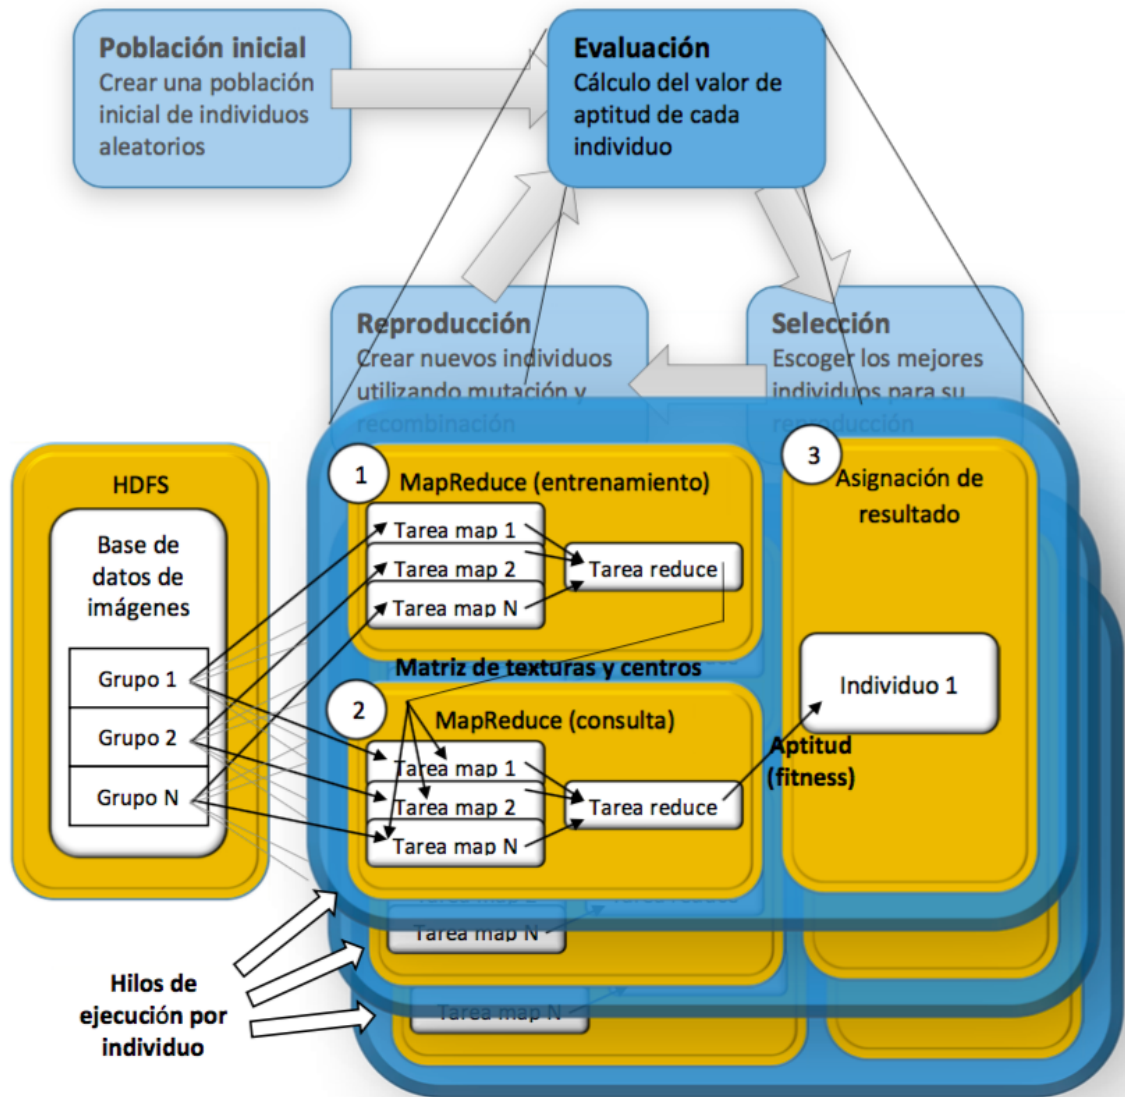 Población inicial
Crear una población
inicial de individuos
aleatorios
Evaluación
Cálculo del valor de
aptitud de cada
individuo
Reproducción
Crear nuevos individuos
utilizando mutación y
recombinación
Selección
Escoger los mejores
individuos para su
reproducción
HDFS
Base de
datos de
imágenes
Grupo 1
Grupo 2
Grupo N
1
MapReduce (entrenamiento)
Tarea map 1
Tarea map 2
Tarea map N
Tarea reduce
Matriz de texturas y centros
2
MapReduce (consulta)
Tarea map 1
Tarea map 2
Tarea map N
Tarea reduce
3
Asignación de
resultado
Individuo 1
Aptitud
(fitness)
Tarea map N
Tarea map N
Hilos de
ejecución por
individuo